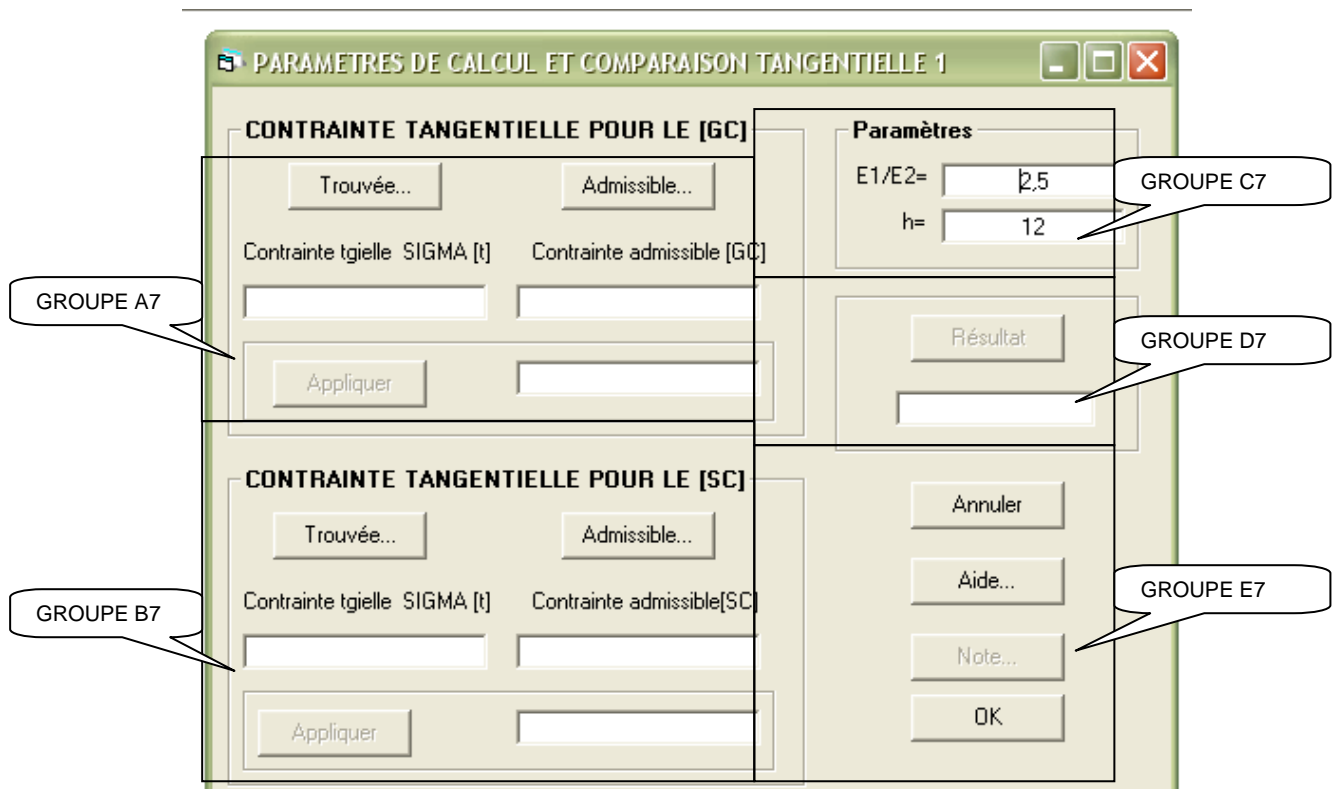 PARAMETRES DE CALCUL ET COMPARAISON TANGENTIELLE 1
CONTRAINTE TANGENTIELLE POUR LE [GC]
Trouvée...
Admissible...
Contrainte tgielle SIGMA [t]
Contrainte admissible [GC]
Appliquer
GROUPE A7
Paramètres
E1/E2=
2,5
h=
12
GROUPE C7
Résultat
GROUPE D7
CONTRAINTE TANGENTIELLE POUR LE [SC]
Trouvée...
Admissible...
Contrainte tgielle SIGMA [t]
Contrainte admissible[SC]
Appliquer
GROUPE B7
Annuler
Aide...
Note...
OK
GROUPE E7